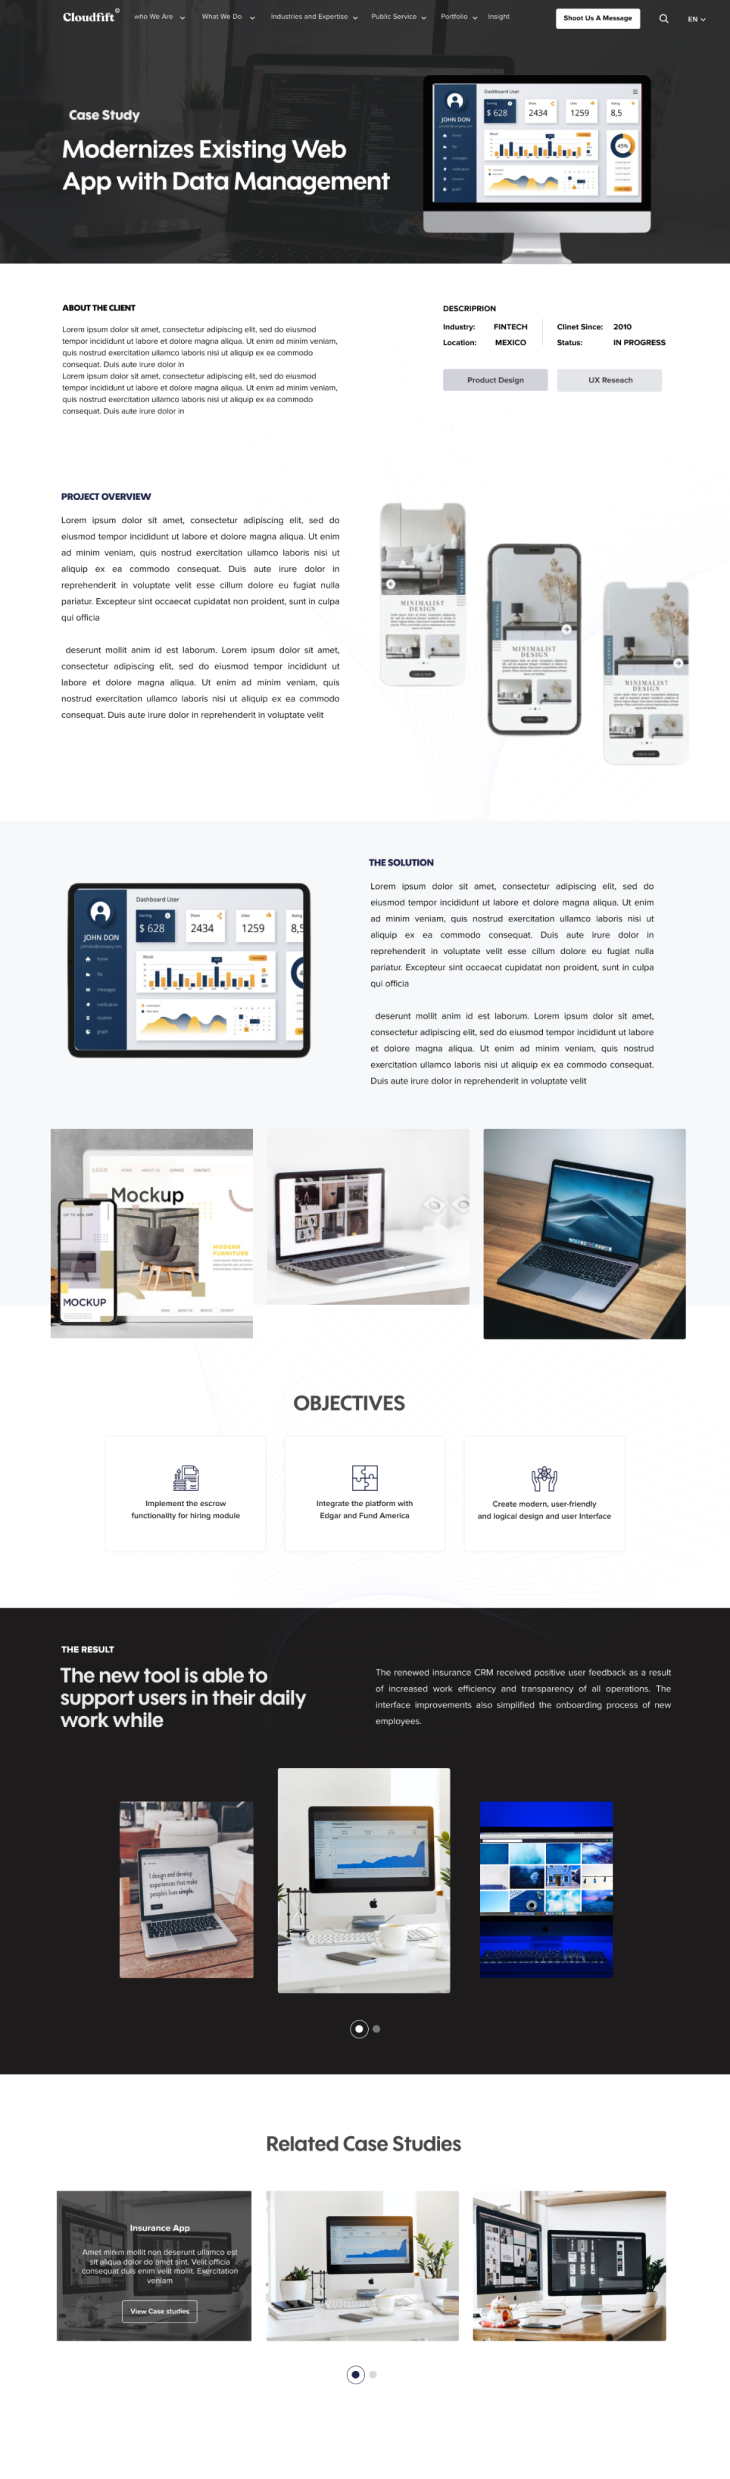 Cloudfift©
who We Are
What We Do
Industries and Expertise
Public Service
Portfolio
Insight
Shoot Us A Message
EN
Case Study
Modernizes Existing Web
App with Data Management
Dashboard User
JOHN DON
$ 628
2434
1259
8,5
45%
ABOUT THE CLIENT
Lorem ipsum dolor sit amet, consectetur adipiscing elit, sed do eiusmod
tempor incididunt ut labore et dolore magna aliqua. Ut enim ad minim veniam,
quis nostrud exercitation ullamco laboris nisi ut aliquip ex ea commodo
consequat. Duis aute irure dolor in
Lorem ipsum dolor sit amet, consectetur adipiscing elit, sed do eiusmod
tempor incididunt ut labore et dolore magna aliqua. Ut enim ad minim veniam,
quis nostrud exercitation ullamco laboris nisi ut aliquip ex ea commodo
consequat. Duis aute irure dolor in
DESCRIPRION
Industry: FINTECH
Clinet Since: 2010
Location: MEXICO
Status: IN PROGRESS
Product Design
UX Reseach
PROJECT OVERVIEW
Lorem ipsum dolor sit amet, consectetur adipiscing elit, sed do
eiusmod tempor incididunt ut labore et dolore magna aliqua. Ut enim
ad minim veniam, quis nostrud exercitation ullamco laboris nisi ut
aliquip ex ea commodo consequat. Duis aute irure dolor in
reprehenderit in voluptate velit esse cillum dolore eu fugiat nulla
pariatur. Excepteur sint occaecat cupidatat non proident, sunt in culpa
qui officia
deserunt mollit anim id est laborum. Lorem ipsum dolor sit amet,
consectetur adipiscing elit, sed do eiusmod tempor incididunt ut
labore et dolore magna aliqua. Ut enim ad minim veniam, quis
nostrud exercitation ullamco laboris nisi ut aliquip ex ea commodo
consequat. Duis aute irure dolor in reprehenderit in voluptate velit
MINIMALIST
DESIGN
MINIMALIST
DESIGN
MINIMALIST
DESIGN
THE SOLUTION
Lorem ipsum dolor sit amet, consectetur adipiscing elit, sed do
eiusmod tempor incididunt ut labore et dolore magna aliqua. Ut enim
ad minim veniam, quis nostrud exercitation ullamco laboris nisi ut
aliquip ex ea commodo consequat. Duis aute irure dolor in
reprehenderit in voluptate velit esse cillum dolore eu fugiat nulla
pariatur. Excepteur sint occaecat cupidatat non proident, sunt in culpa
qui officia
deserunt mollit anim id est laborum. Lorem ipsum dolor sit amet,
consectetur adipiscing elit, sed do eiusmod tempor incididunt ut labore
et dolore magna aliqua. Ut enim ad minim veniam, quis nostrud
exercitation ullamco laboris nisi ut aliquip ex ea commodo consequat.
Duis aute irure dolor in reprehenderit in voluptate velit
Dashboard User
JOHN DON
home
file
messages
notification
location
graph
Earning
$ 628
Share
2434
Likes
1259
Rating
8,5
Result
LOGO
HOME
ABOUT US
SERVICE
CONTACT
Mockup
MODERN
FURNITURE
MOCKUP
OBJECTIVES
Implement the escrow
functionality for hiring module
Integrate the platform with
Edgar and Fund America
Create modern, user-friendly
and logical design and user Interface
THE RESULT
The new tool is able to
support users in their daily
work while
The renewed insurance CRM received positive user feedback as a result
of increased work efficiency and transparency of all operations. The
interface improvements also simplified the onboarding process of new
employees.
I design and develop
experiences that make
people's lives simple.
Related Case Studies
Insurance App
Amet minim mollit non deserunt ullamco est
sit aliqua dolor do amet sint. Velit officia
consequat duis enim velit mollit. Exercitation
veniam
View Case studies